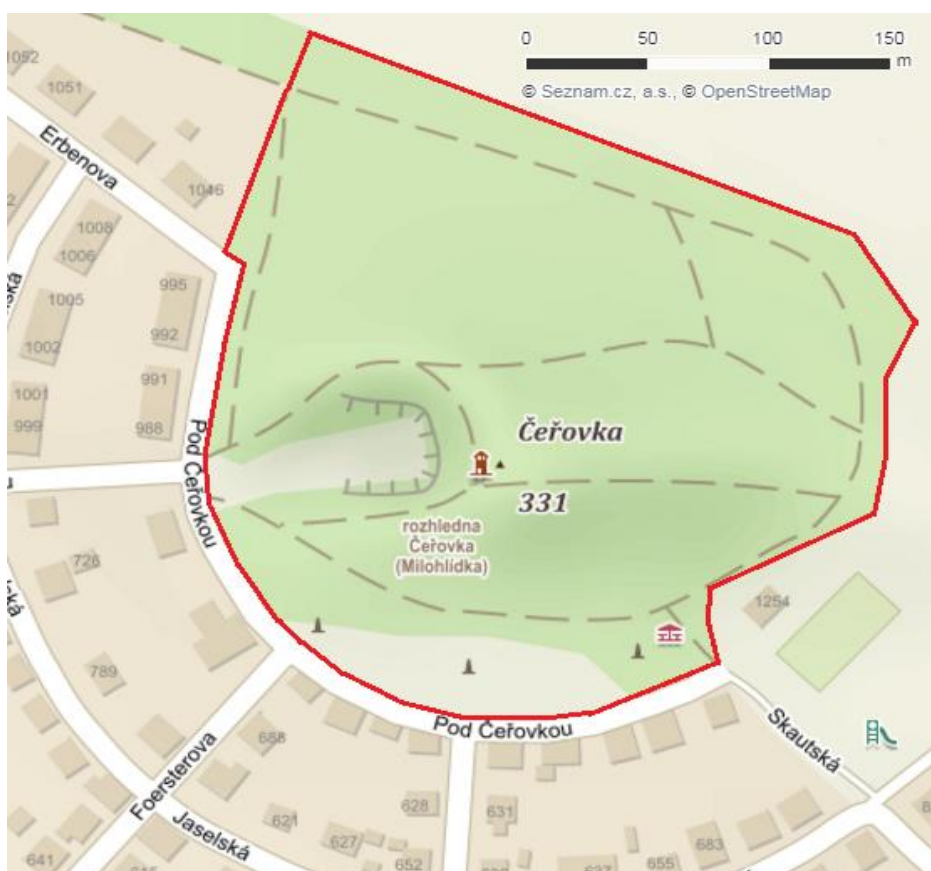 0 50 100 150
m
© Seznam.cz, a.s., © OpenStreetMap
1051
Erbenova
1046
1008
1006
995
1005
992
1002
991
1001
999
988
Pod Čeřovkou
Čeřovka
331
rozhledna
Čeřovka
(Milohlídka)
726
1254
789
Pod Čeřovkou
Skautská
688
Foersterova
628
631
621
Jaselská
627
652
683
655
641